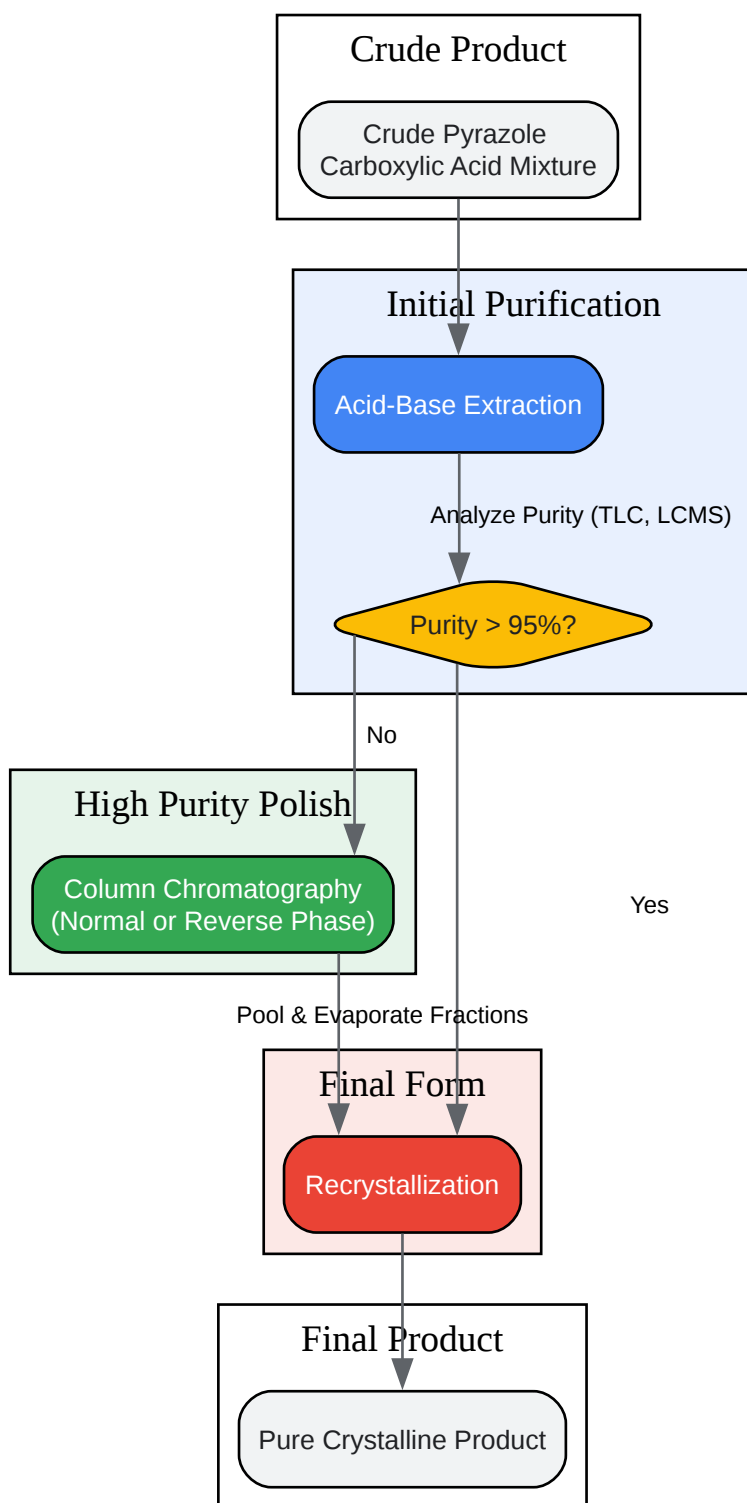 Crude Product
Crude Pyrazole
Carboxylic Acid Mixture
Initial Purification
Acid-Base Extraction
Analyze Purity (TLC, LCMS)
Purity > 95%?
No
High Purity Polish
Column Chromatography
(Normal or Reverse Phase)
Yes
Pool & Evaporate Fractions
Final Form
Recrystallization
Final Product
Pure Crystalline Product